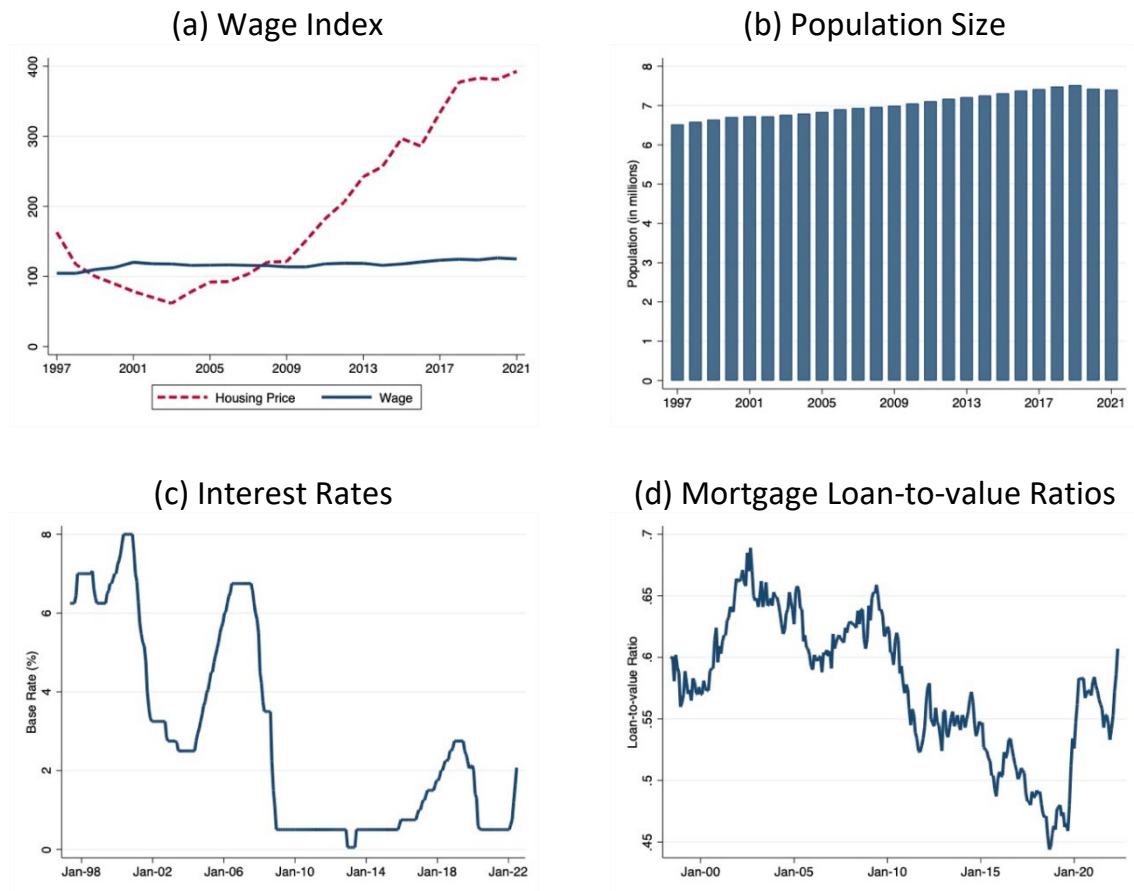 (a) Wage Index
400
300
200
100
0
1997 2001 2005 2009 2013 2017 2021
Housing Price Wage
(b) Population Size
Population (in millions)
8
7
6
5
4
3
2
1
0
1997 2001 2005 2009 2013 2017 2021
(c) Interest Rates
Base Rate (%)
8
6
4
2
0
Jan-98 Jan-02 Jan-06 Jan-10 Jan-14 Jan-18 Jan-22
(d) Mortgage Loan-to-value Ratios
Loan-to-value Ratio
.7
.65
.6
.55
.5
.45
Jan-00 Jan-05 Jan-10 Jan-15 Jan-20